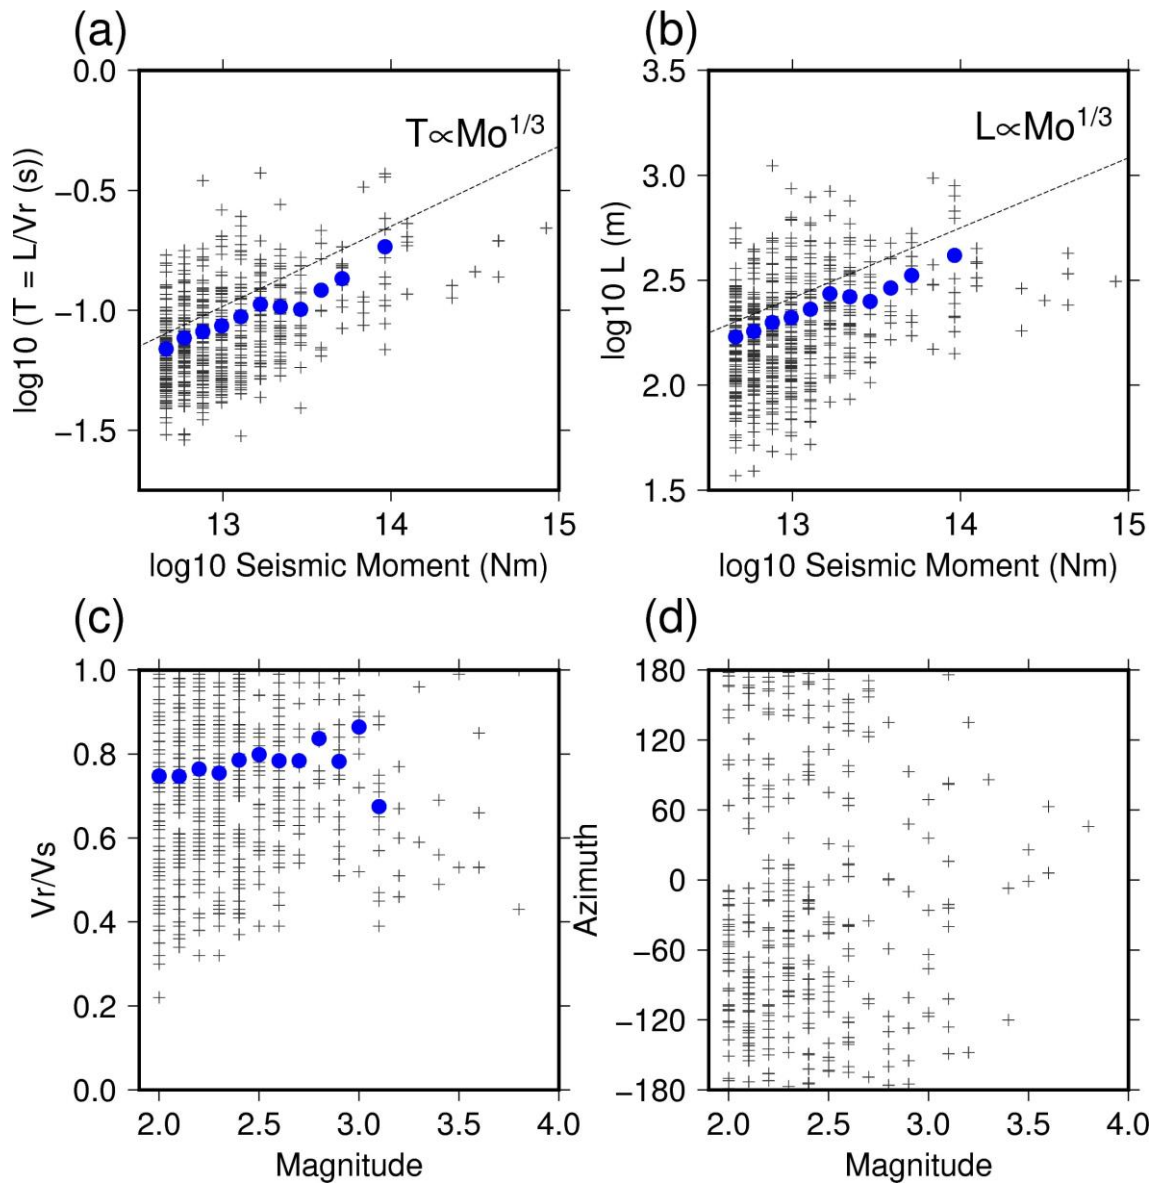 (a)
0.0
−0.5
−1.0
−1.5
log10 (T = L/Vr (s))
T∝Mo1/3
13
14
15
log10 Seismic Moment (Nm)
(b)
3.5
3.0
2.5
2.0
1.5
log10 L (m)
L∝Mo1/3
13
14
15
log10 Seismic Moment (Nm)
(c)
1.0
0.8
0.6
0.4
0.2
0.0
Vr/Vs
2.0
2.5
3.0
3.5
4.0
Magnitude
(d)
180
120
60
0
−60
−120
−180
Azimuth
2.0
2.5
3.0
3.5
4.0
Magnitude